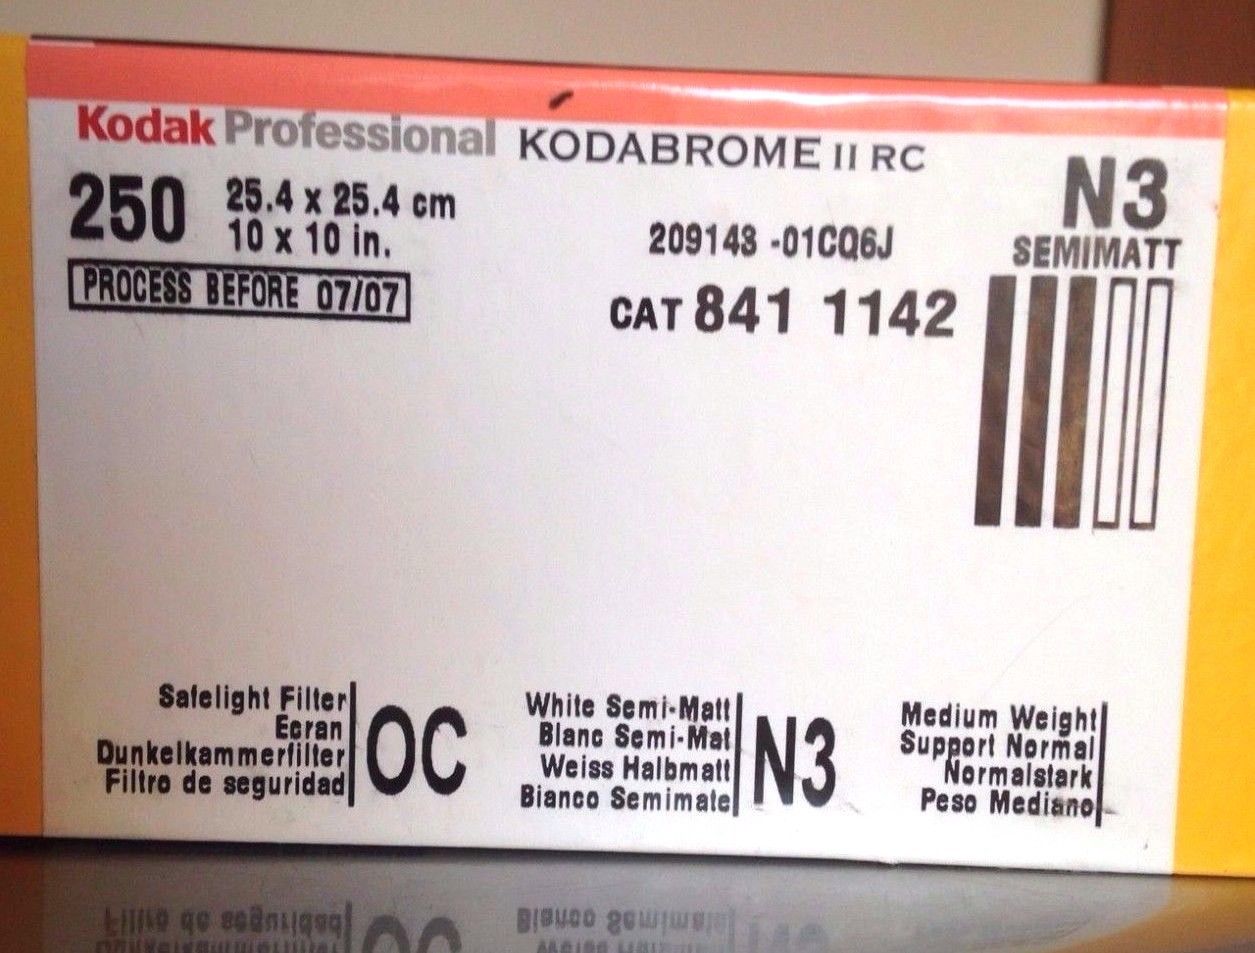 Kodak Professional KODABROME II RC
250 25.4 x 25.4 cm
10 x 10 in.
PROCESS BEFORE 07/07
209143 -01CQ6J
CAT 841 1142
N3
SEMIMATT
Safelight Filter
Ecran
Dunkelkammerfilter
Filtro de seguridad
OC
White Semi-Matt
Blanc Semi-Mat
Weiss Halbmatt
Bianco Semimate
N3
Medium Weight
Support Normal
Normalstark
Peso Mediano